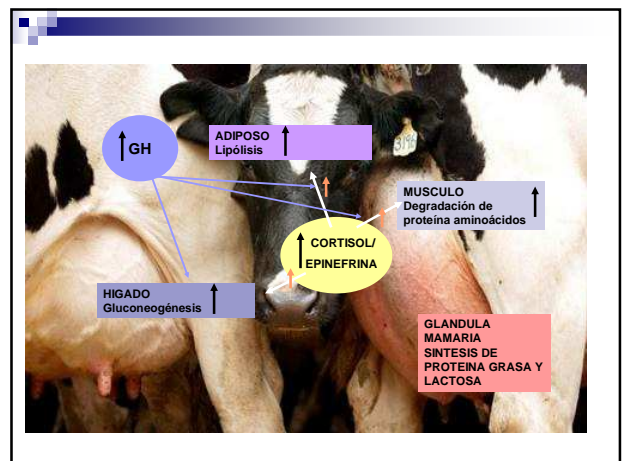 GH
ADIPOSO
Lipólisis
MUSCULO
Degradación de
proteína aminoácidos
CORTISOL/
EPINEFRINA
HIGADO
Gluconeogénesis
GLANDULA
MAMARIA
SINTESIS DE
PROTEINA GRASA Y
LACTOSA